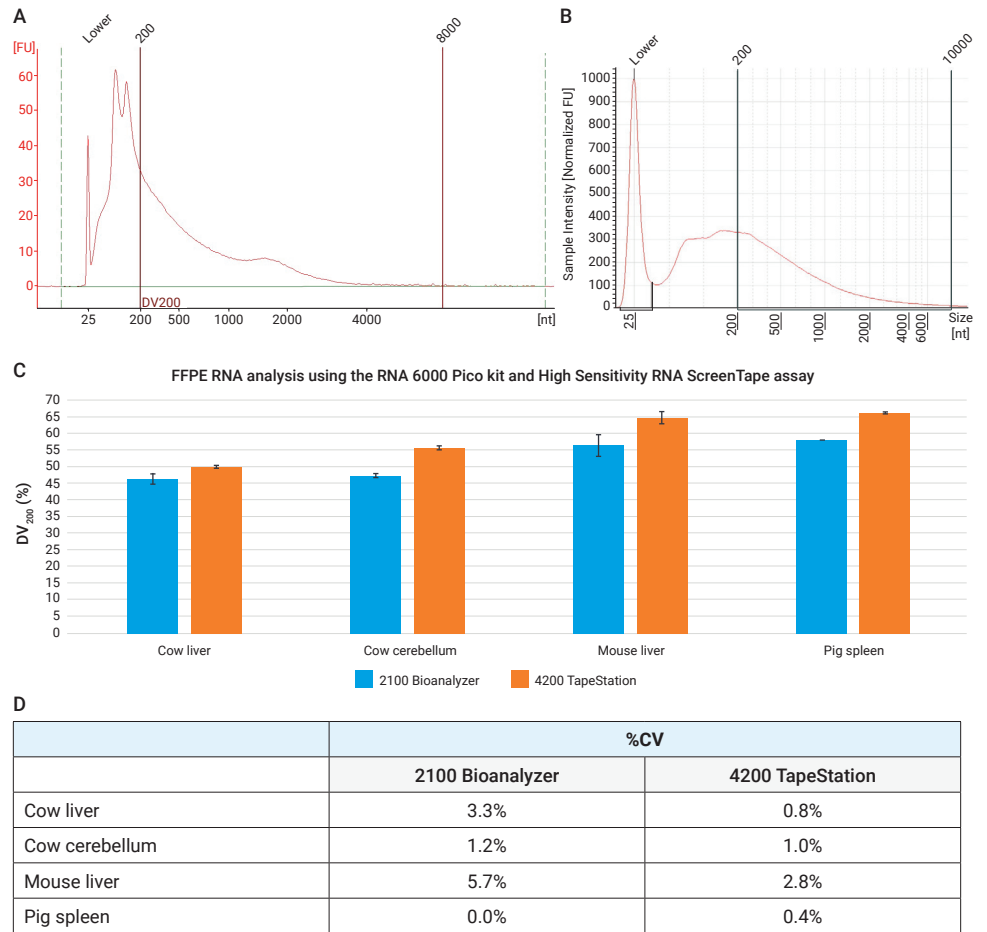 A
Lower
200
8000
[FU]
60
50
40
30
20
10
0
DV200
25
200
500
1000
2000
4000
[nt]
B
Lower
200
10000
Sample Intensity [Normalized FU]
1000
900
800
700
600
500
400
300
200
100
0
25
200
500
1000
2000
4000
6000
Size
[nt]
C
FFPE RNA analysis using the RNA 6000 Pico kit and High Sensitivity RNA ScreenTape assay
DV200 (%)
70
65
60
55
50
45
40
35
30
25
20
15
10
5
0
Cow liver
Cow cerebellum
Mouse liver
Pig spleen
2100 Bioanalyzer
4200 TapeStation
D
%CV
2100 Bioanalyzer 4200 TapeStation
Cow liver 3.3% 0.8%
Cow cerebellum 1.2% 1.0%
Mouse liver 5.7% 2.8%
Pig spleen 0.0% 0.4%